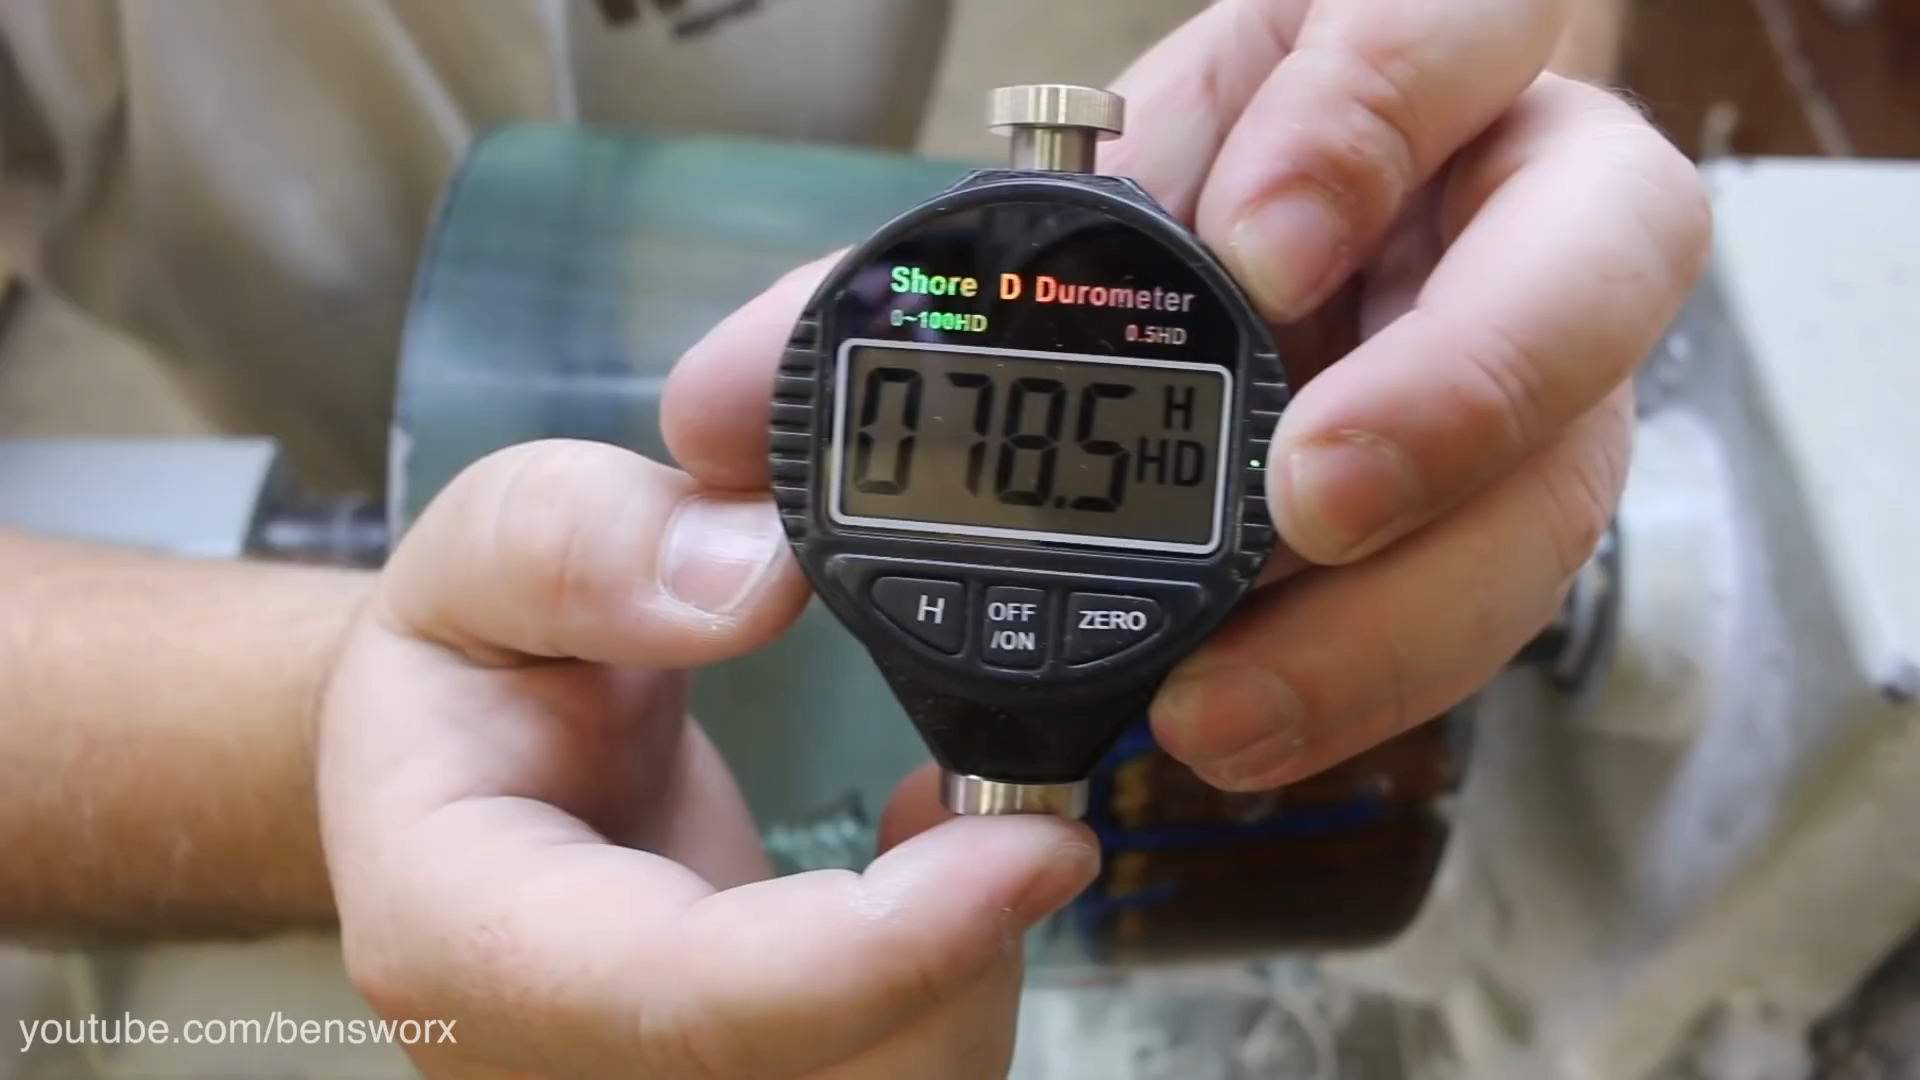 Shore D Durometer
0~100HD 0.5HD
078.5 H HD
H OFF/ON ZERO
youtube.com/bensworx